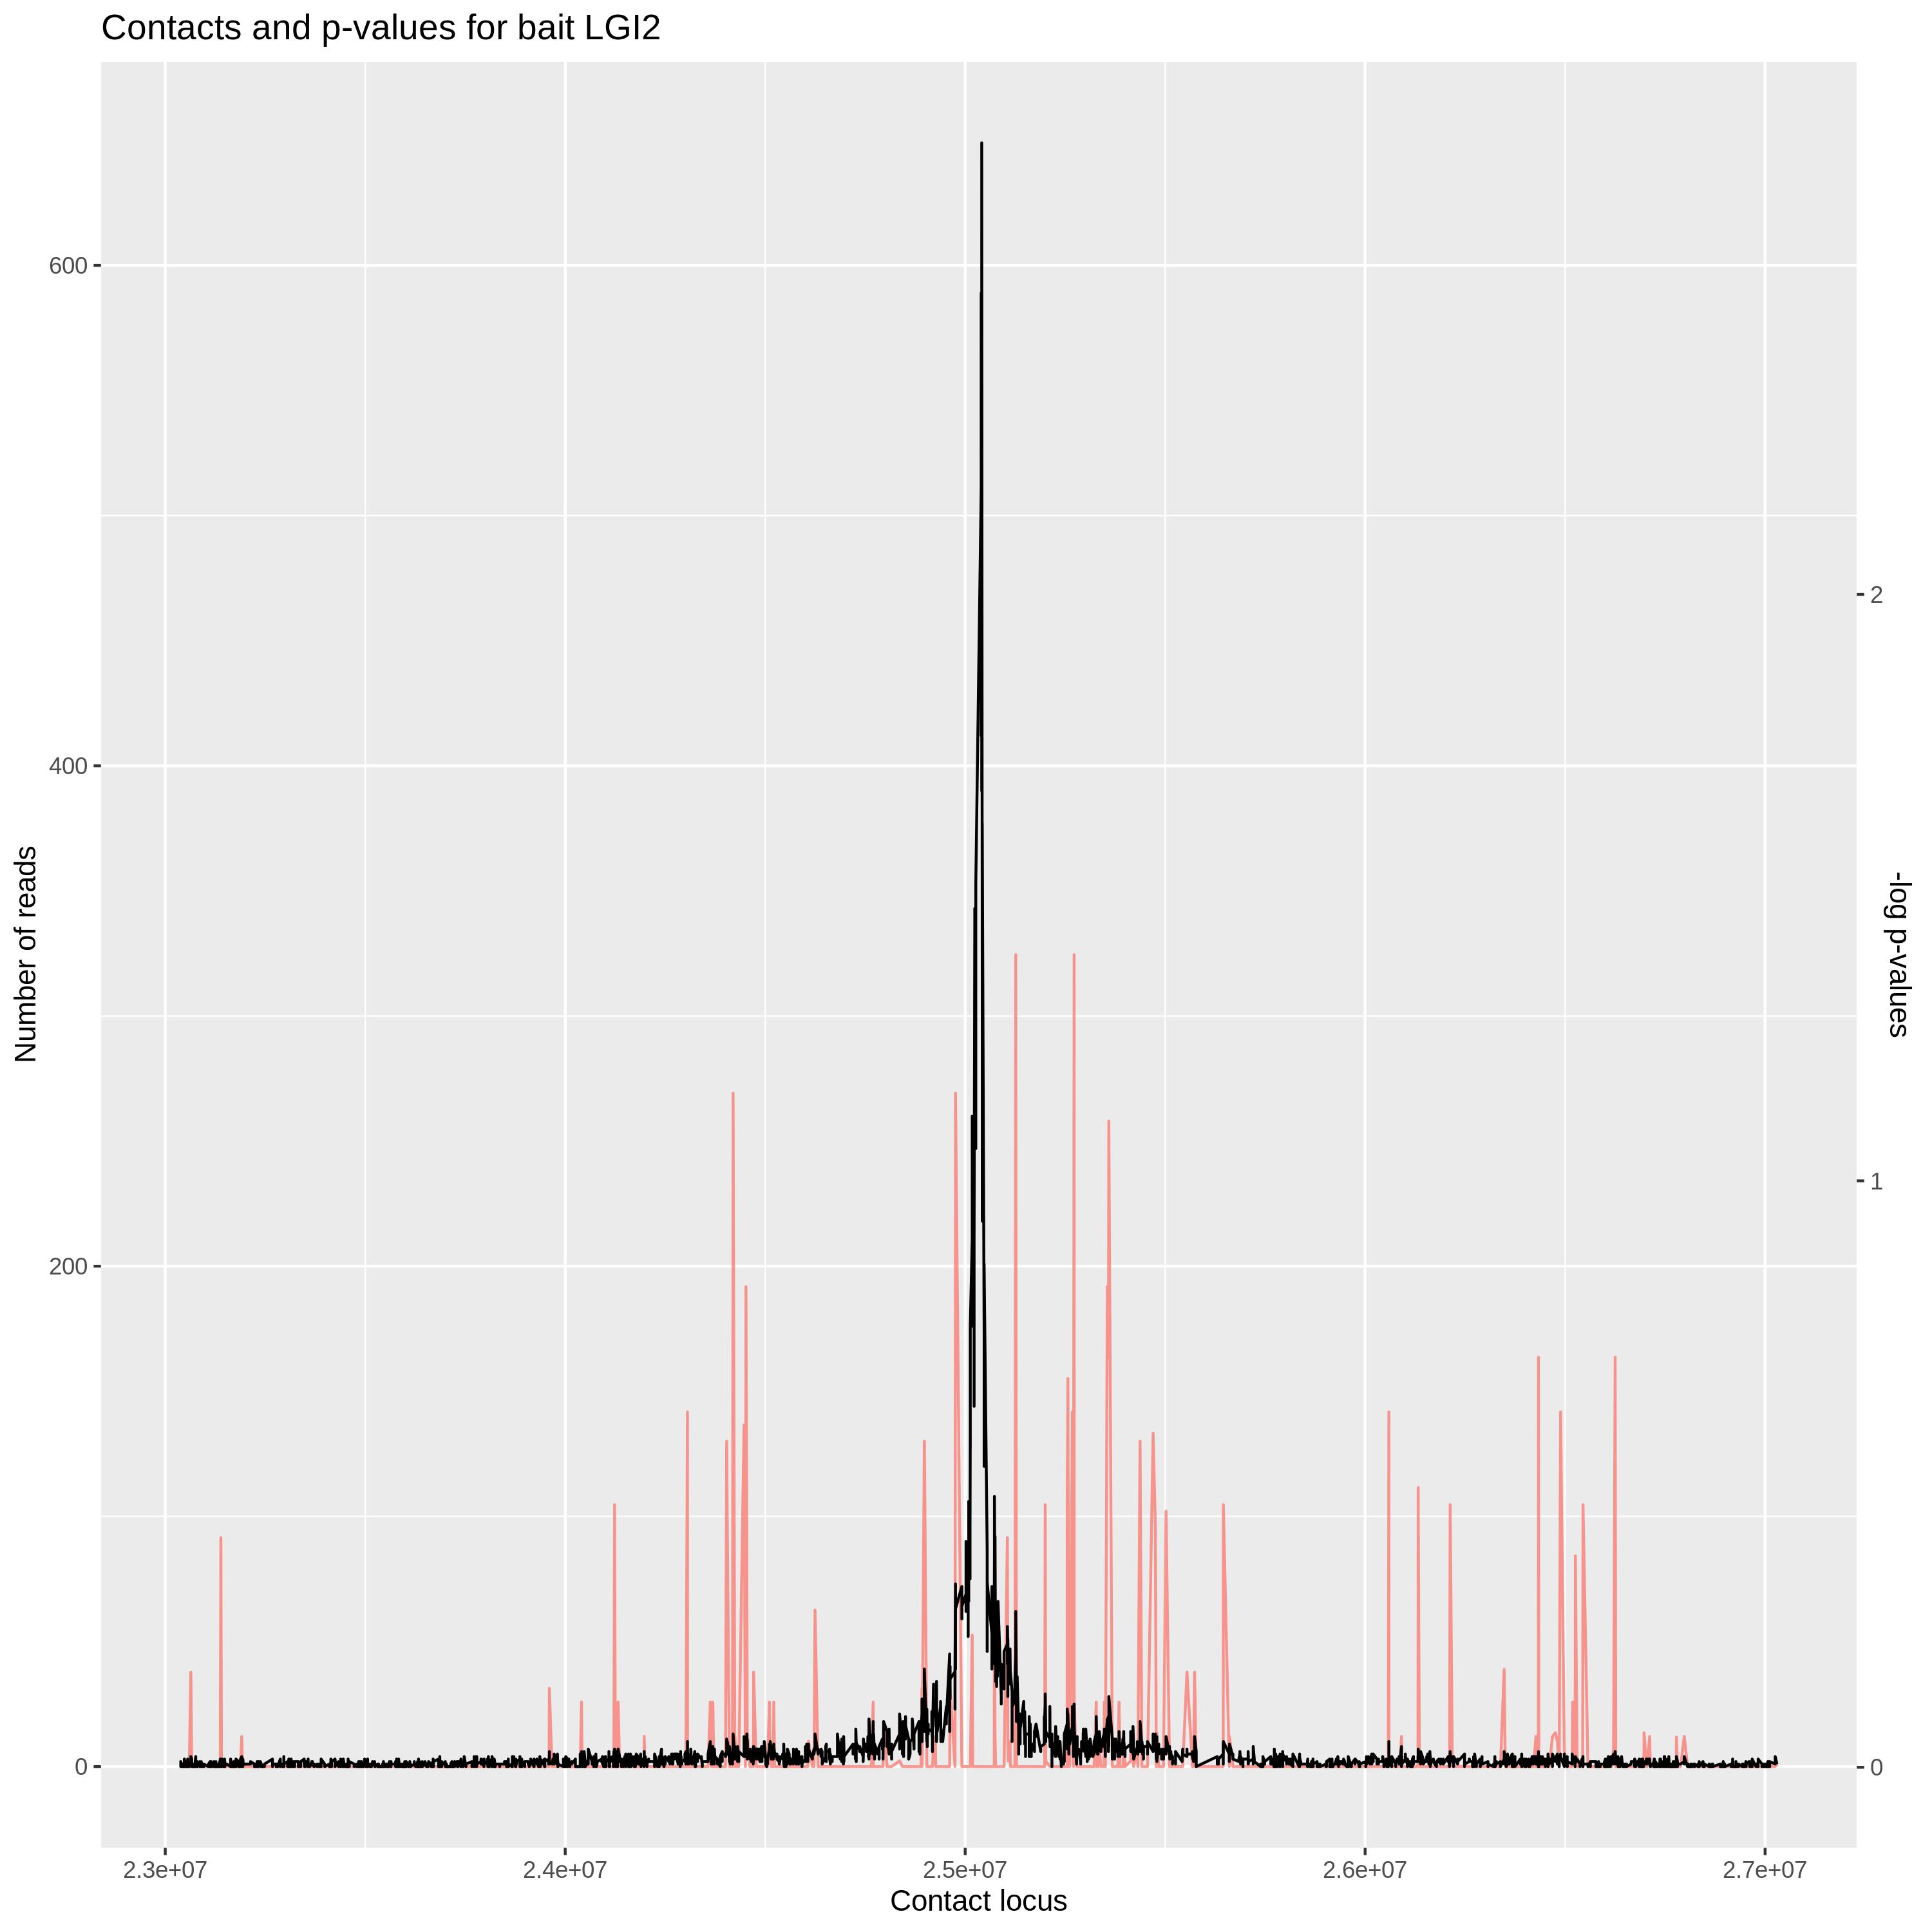 Contacts and p-values for bait LGI2
600
400
200
0
Number of reads
2
1
0
-log p-values
2.3e+07 2.4e+07 2.5e+07 2.6e+07 2.7e+07
Contact locus